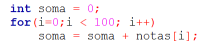 int soma = 0;
for(i=0;i < 100; i++)
    soma = soma + notas[i];